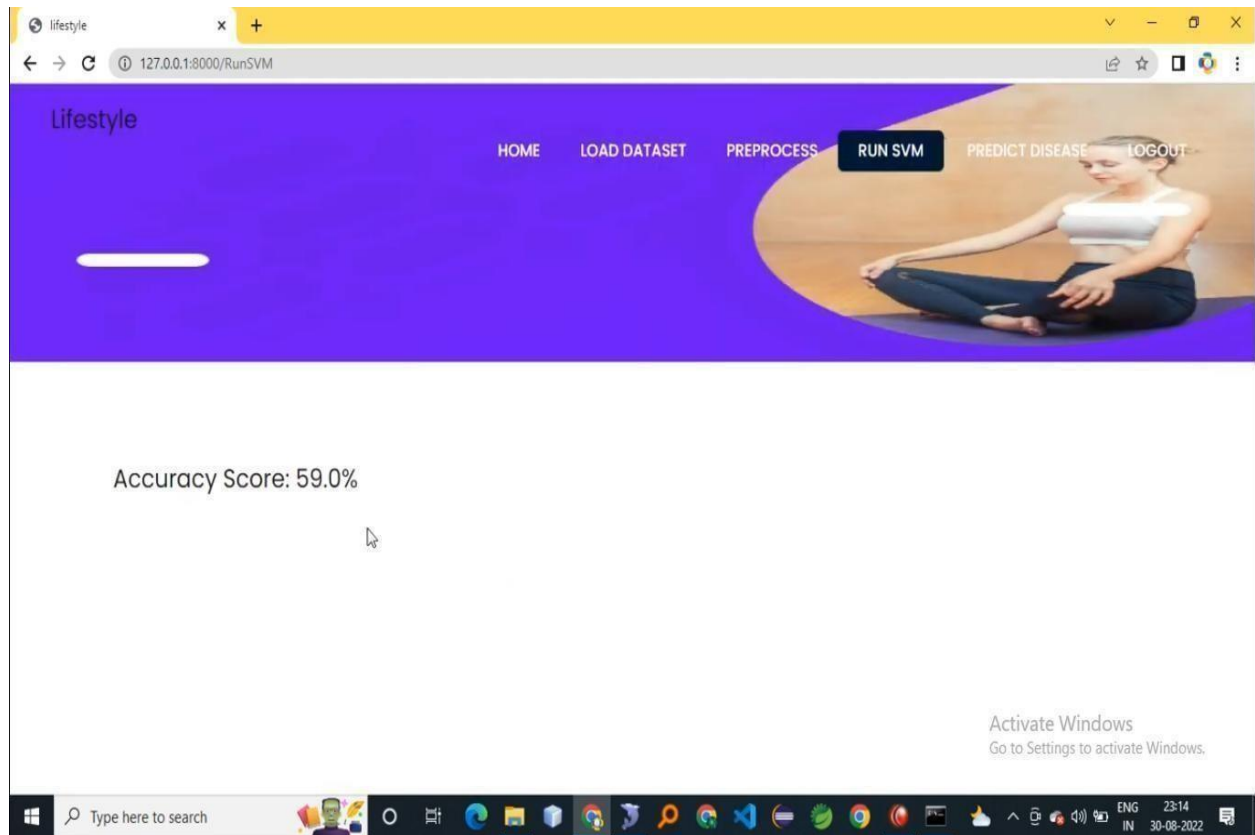 lifestyle
127.0.0.1:8000/RunSVM
Lifestyle
HOME LOAD DATASET PREPROCESS RUN SVM PREDICT DISEASE LOGOUT
Accuracy Score: 59.0%
Activate Windows
Go to Settings to activate Windows.
Type here to search
ENG 23:14
IN 30-08-2022